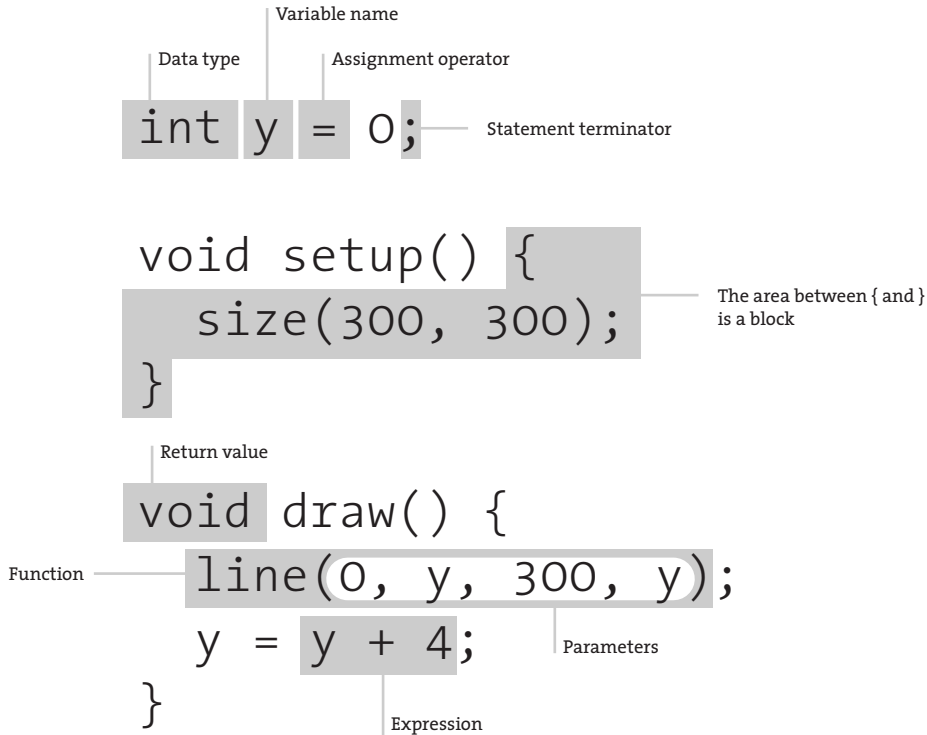 Variable name
Data type
Assignment operator
int y = 0;
Statement terminator
void setup() {
The area between { and }
is a block
size(300, 300);
}
Return value
void draw() {
Function
line(0, y, 300, y);
y = y + 4;
Parameters
}
Expression